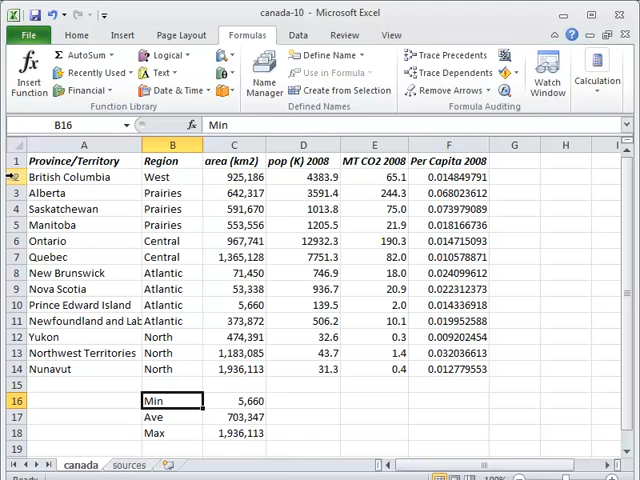 canada-10 - Microsoft Excel
File Home Insert Page Layout Formulas Data Review View
fx Insert Function
Σ AutoSum Logical
Recently Used Text
Financial Date & Time
Function Library
Name Manager
Define Name
Use in Formula
Create from Selection
Defined Names
Trace Precedents
Trace Dependents
Remove Arrows
Formula Auditing
Watch Window
Calculation
B16 fx Min
A B C D E F G H I
1 Province/Territory Region area (km2) pop (K) 2008 MT CO2 2008 Per Capita 2008
2 British Columbia West 925,186 4383.9 65.1 0.014849791
3 Alberta Prairies 642,317 3591.4 244.3 0.068023612
4 Saskatchewan Prairies 591,670 1013.8 75.0 0.073979089
5 Manitoba Prairies 553,556 1205.5 21.9 0.018166736
6 Ontario Central 967,741 12932.3 190.3 0.014715093
7 Quebec Central 1,365,128 7751.3 82.0 0.010578871
8 New Brunswick Atlantic 71,450 746.9 18.0 0.024099612
9 Nova Scotia Atlantic 53,338 936.7 20.9 0.022312373
10 Prince Edward Island Atlantic 5,660 139.5 2.0 0.014336918
11 Newfoundland and Lab Atlantic 373,872 506.2 10.1 0.019952588
12 Yukon North 474,391 32.6 0.3 0.009202454
13 Northwest Territories North 1,183,085 43.7 1.4 0.032036613
14 Nunavut North 1,936,113 31.3 0.4 0.012779553
15
16 Min 5,660
17 Ave 703,347
18 Max 1,936,113
19
canada sources